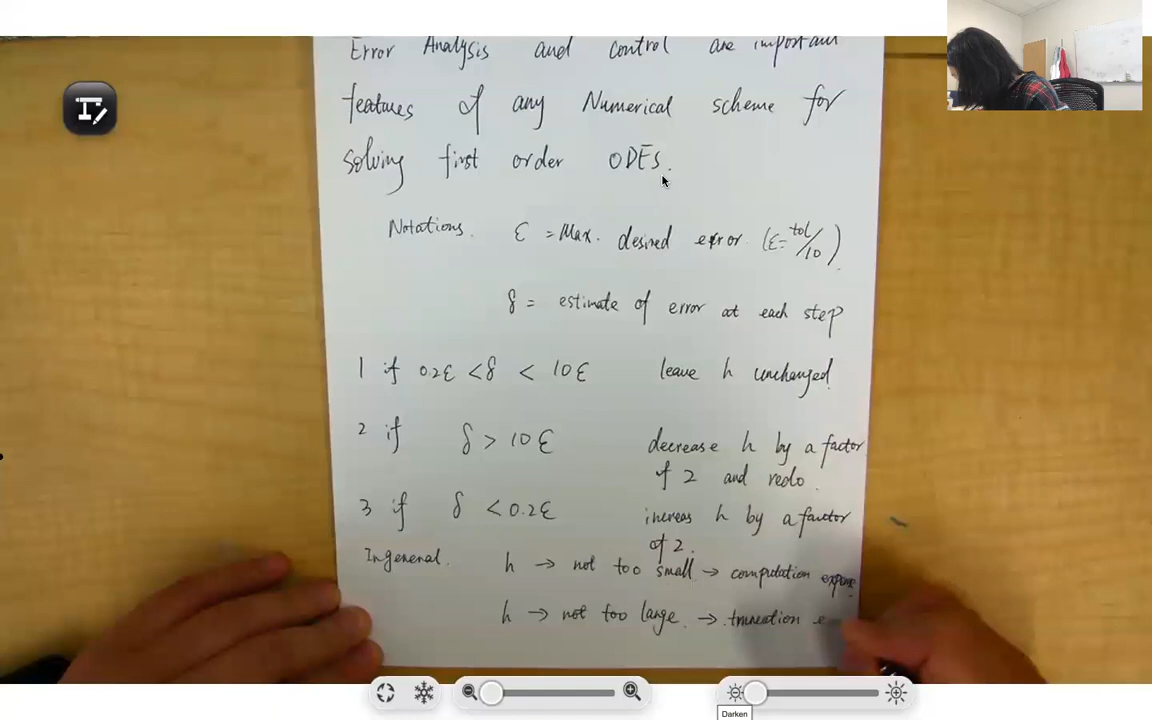 Error Analysis and control are important
features of any Numerical scheme for
solving first order ODES.
Notations. ε = Max. desired error. (ε = tol/10)
δ = estimate of error at each step
1 if 0.2ε < δ < 10ε leave h unchanged
2 if δ > 10ε decrease h by a factor
of 2 and redo.
3 if δ < 0.2ε increas h by a factor
of 2.
In general. h → not too small → computation
h → not too large. → truncation
Darken